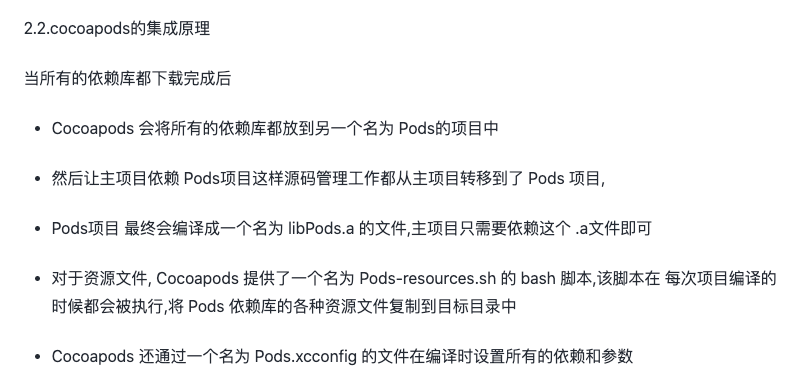 2.2.cocoapods的集成原理
当所有的依赖库都下载完成后
• Cocoapods 会将所有的依赖库都放到另一个名为 Pods的项目中
• 然后让主项目依赖 Pods项目这样源码管理工作都从主项目转移到了 Pods 项目,
• Pods项目 最终会编译成一个名为 libPods.a 的文件,主项目只需要依赖这个 .a文件即可
• 对于资源文件, Cocoapods 提供了一个名为 Pods-resources.sh 的 bash 脚本,该脚本在 每次项目编译的
时候都会被执行,将 Pods 依赖库的各种资源文件复制到目标目录中
• Cocoapods 还通过一个名为 Pods.xcconfig 的文件在编译时设置所有的依赖和参数